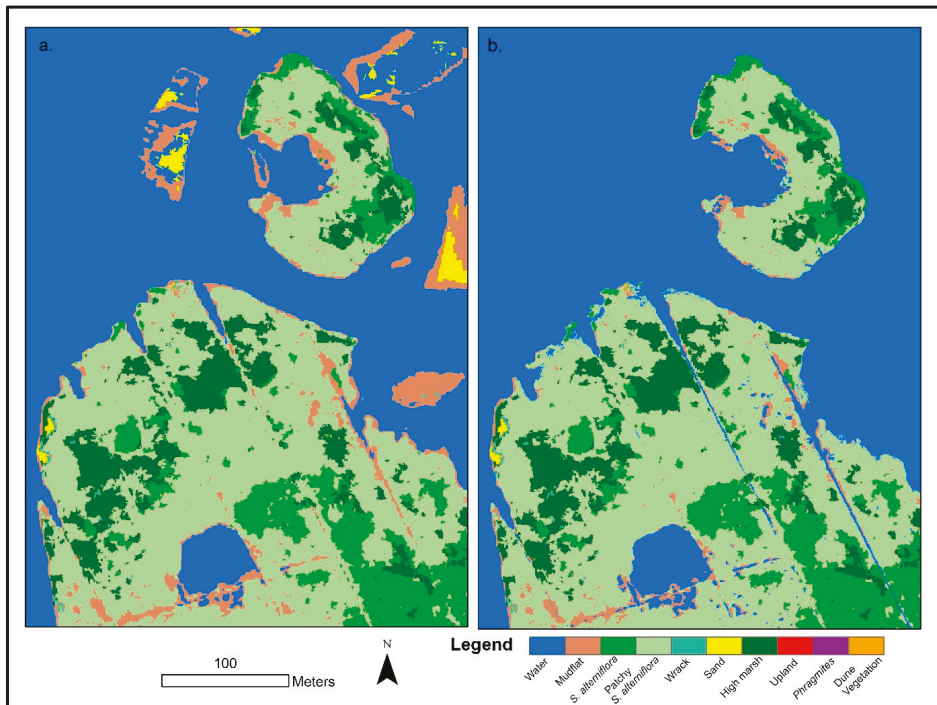 a.
b.
Legend
N
100
Meters
Water
Mudflat
S. alterniflora
Patchy
S. alterniflora
Wrack
Sand
High marsh
Upland
Phragmites
Dune
Vegetation